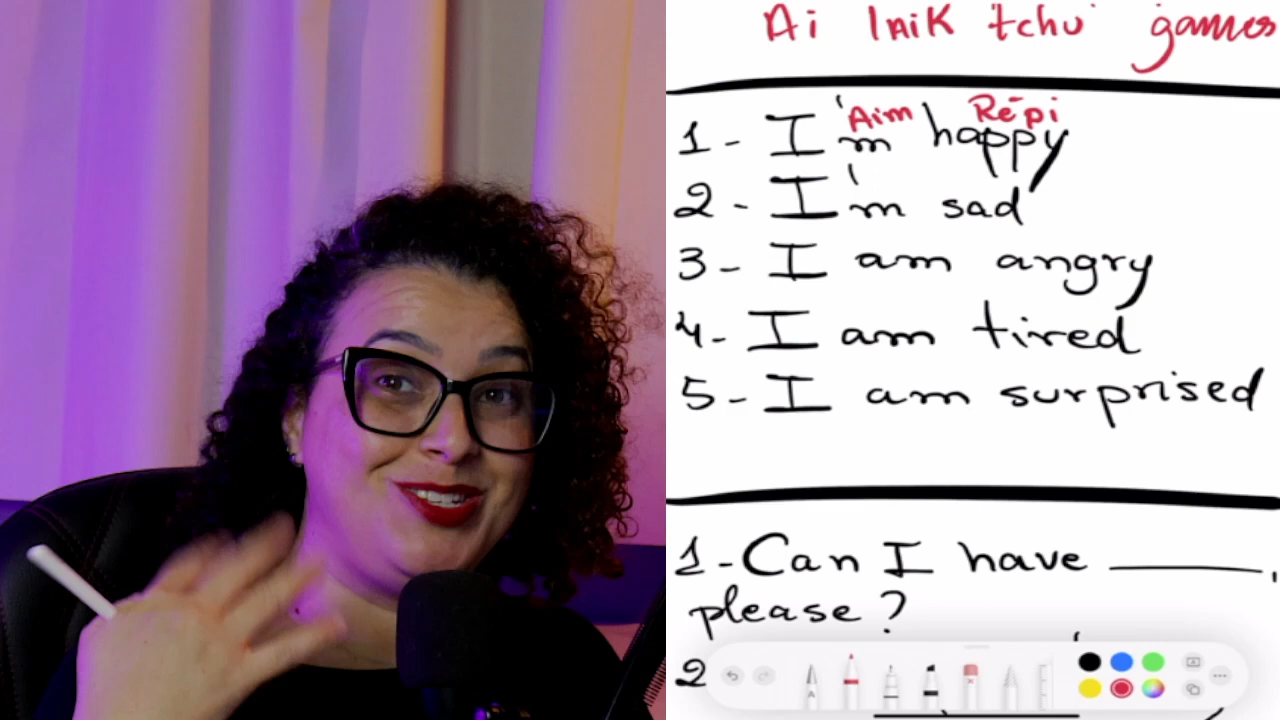 Ai laiK 'tchu' games
'Aim Répi
1 - I'm happy
2 - I'm sad
3 - I am angry
4 - I am tired
5 - I am surprised
1 - Can I have ______,
please?
2